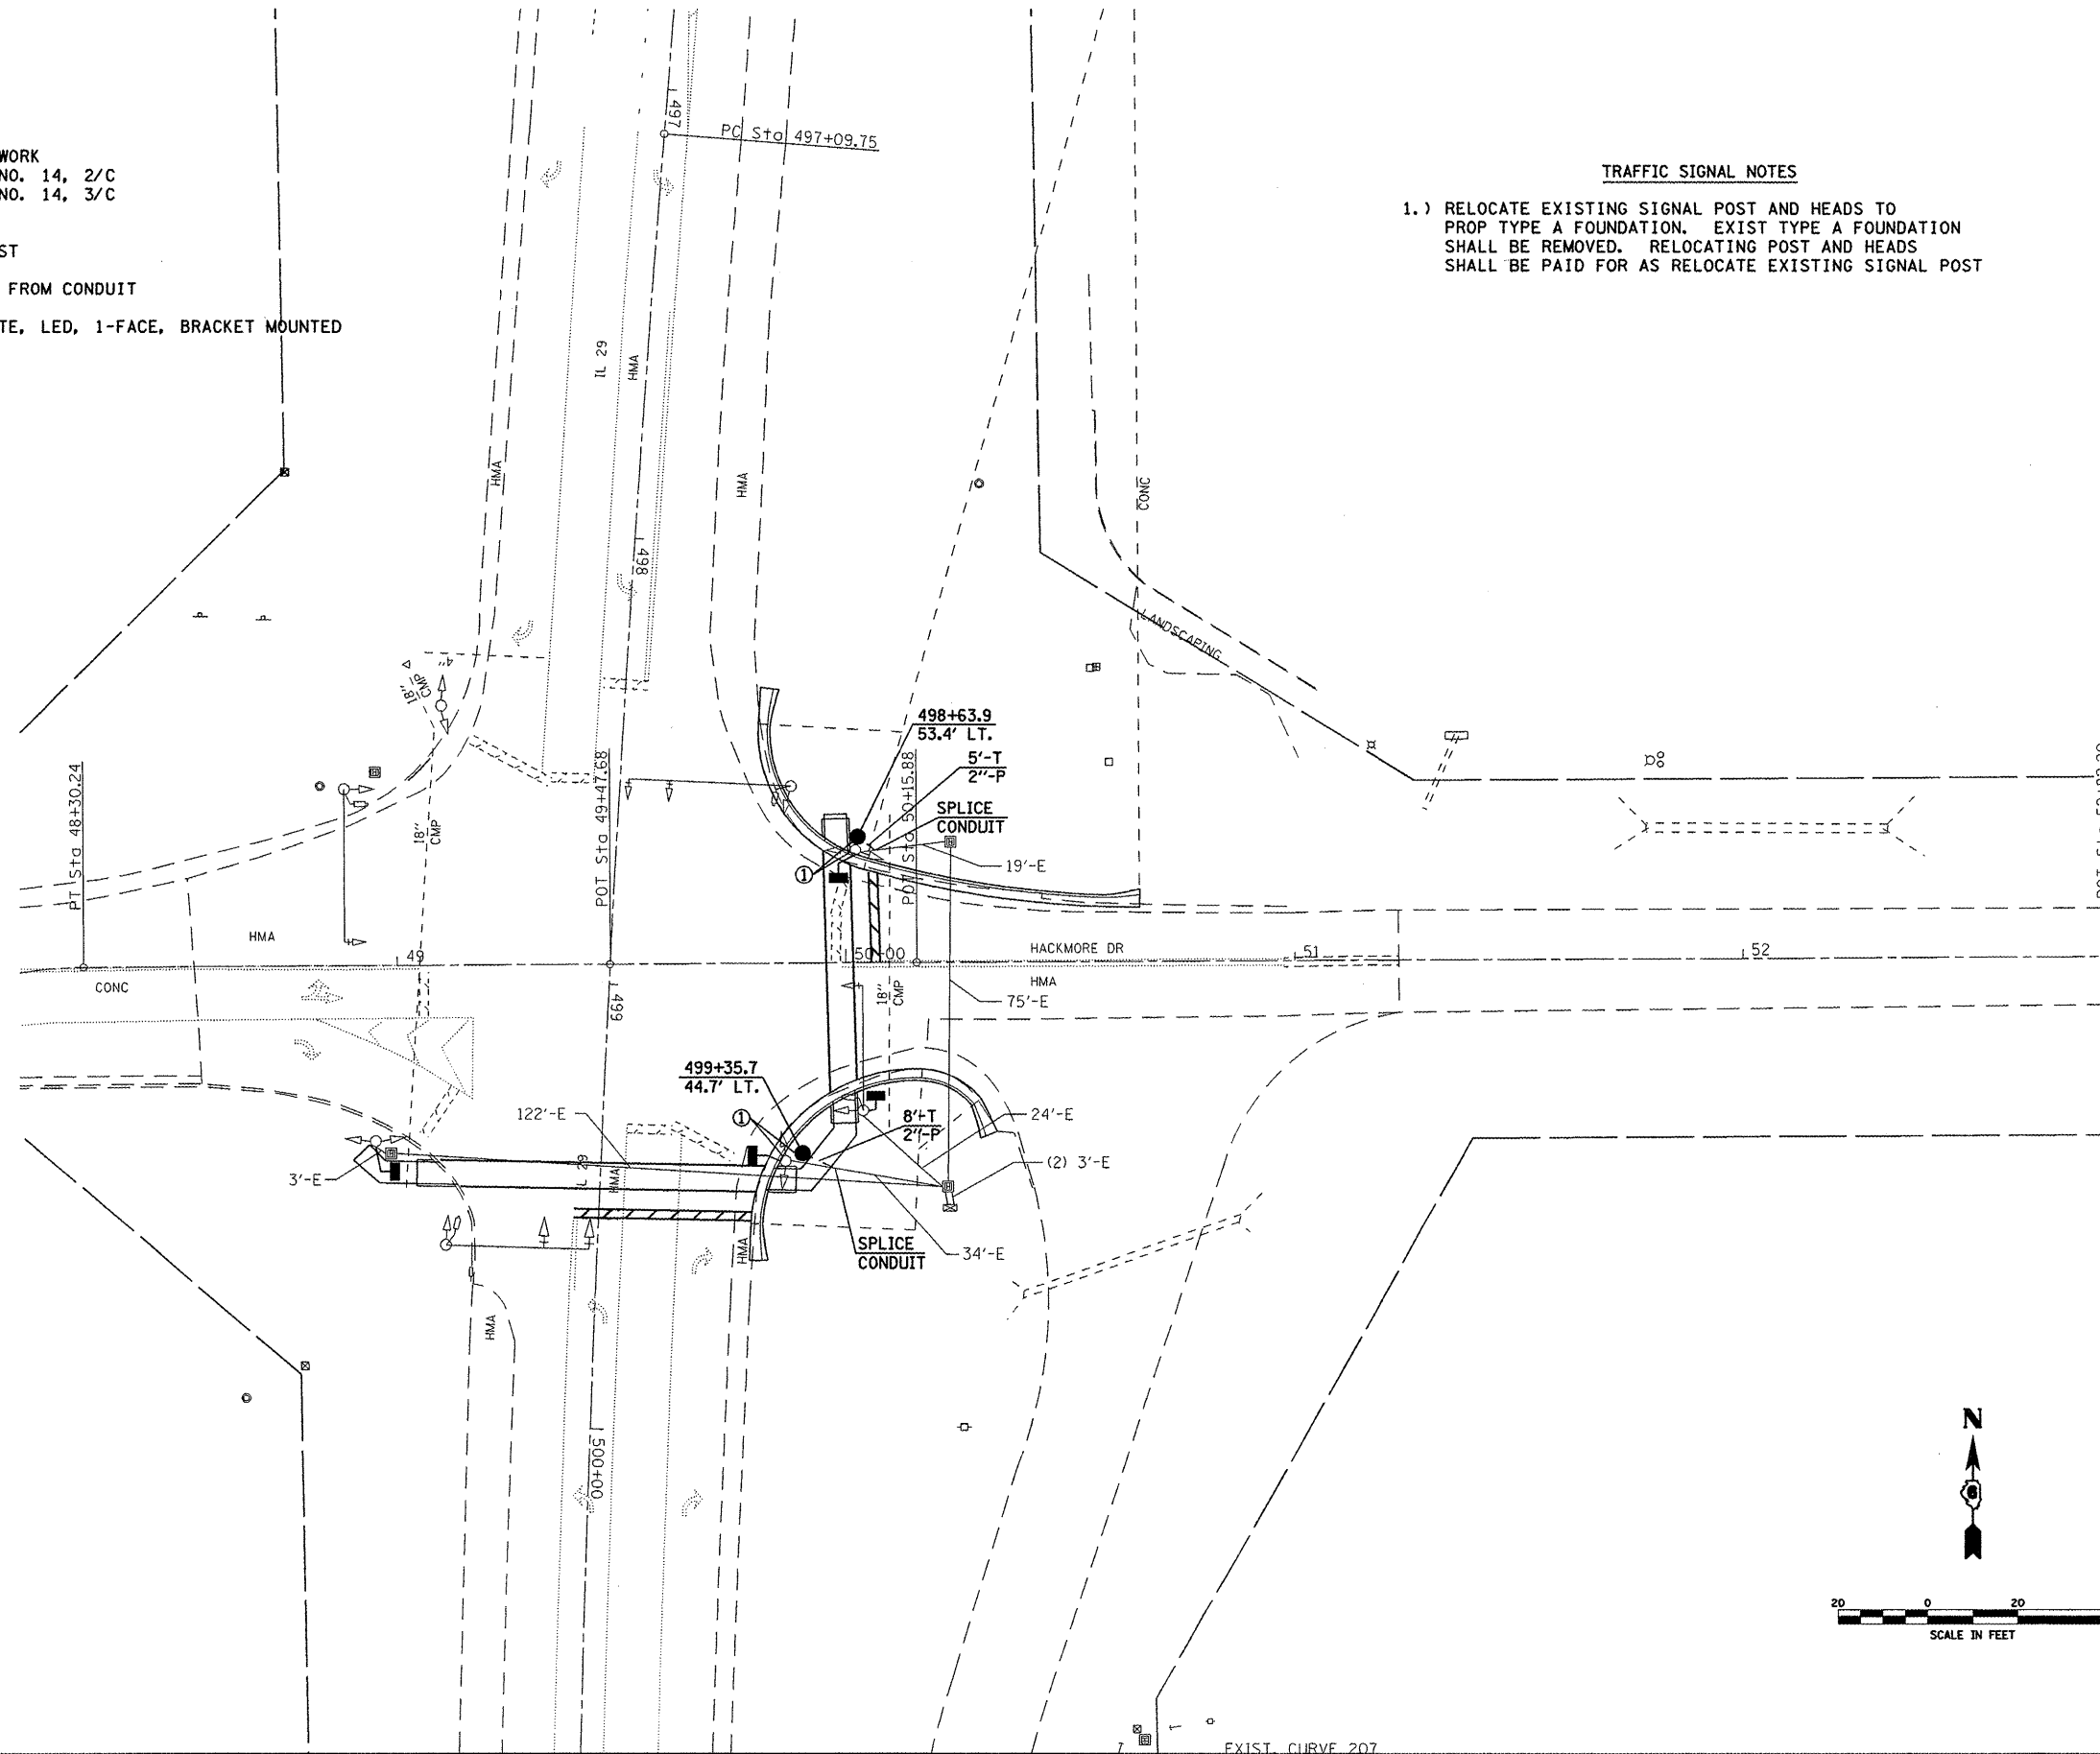 WORK
NO. 14, 2/C
NO. 14, 3/C
ST
FROM CONDUIT
TE, LED, 1-FACE, BRACKET MOUNTED
TRAFFIC SIGNAL NOTES
1.) RELOCATE EXISTING SIGNAL POST AND HEADS TO
PROP TYPE A FOUNDATION. EXIST TYPE A FOUNDATION
SHALL BE REMOVED. RELOCATING POST AND HEADS
SHALL BE PAID FOR AS RELOCATE EXISTING SIGNAL POST
497
PC Sta 497+09.75
IL 29
HMA
HMA
HMA
CONC
498
LANDSCAPING
18"
CMP
4"
498+63.9
53.4' LT.
5'-T
2"-P
SPLICE
CONDUIT
19'-E
1
PT Sta 48+30.24
18"
CMP
POT Sta 49+47.68
POT Sta 50+15.88
HMA
49
50+00
HACKMORE DR
51
52
CONC
HMA
499
18"
CMP
75'-E
499+35.7
44.7' LT.
122'-E
1
8'-T
2"-P
24'-E
(2) 3'-E
3'-E
HMA
SPLICE
CONDUIT
34'-E
HMA
HMA
500+00
N
6
20 0 20
SCALE IN FEET
EXIST. CURVE 207